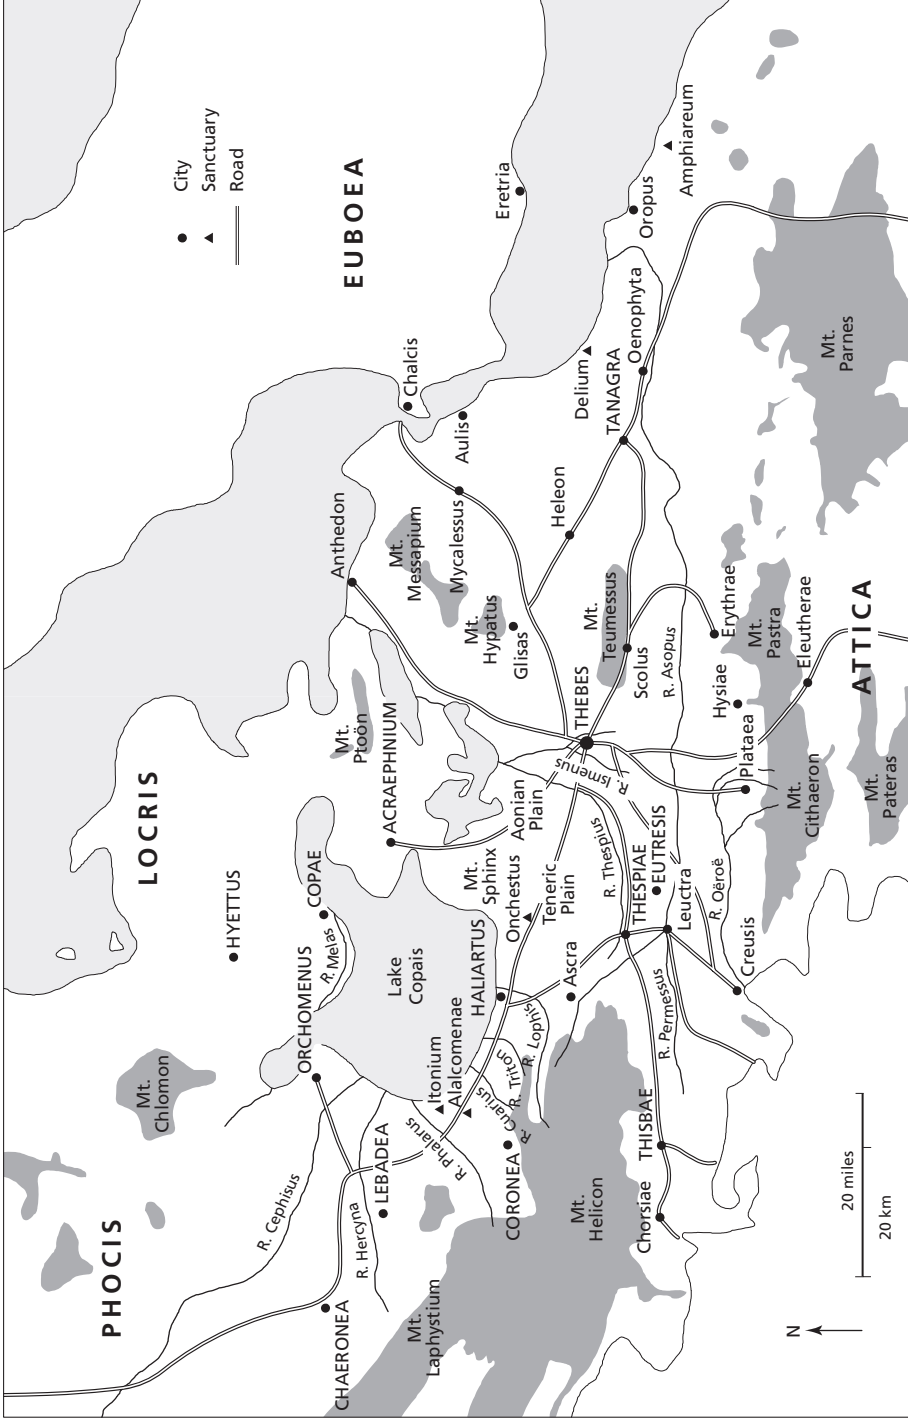 City
Sanctuary
Road
PHOCIS
LOCRIS
EUBOEA
ATTICA
Mt.
Chlomon
HYETTUS
R. Cephisus
ORCHOMENUS
R. Melas
COPAE
CHAERONEA
R. Hercyna
LEBADEA
Lake
Copais
ACRAEPHNIUM
Mt.
Ptoön
Anthedon
Mt.
Messapium
Chalcis
Aulis
Mycalessus
Eretria
Mt.
Laphystium
R. Phalarus
Itonium
Alalcomenae
R. Cuarius
R. Triton
R. Lophis
CORONEA
HALIARTUS
Mt.
Sphinx
Onchestus
Aonian
Plain
Teneric
Plain
Mt.
Hypatus
Glisas
Heleon
Delium
TANAGRA
Oenophyta
Oropus
Amphiareum
Mt.
Helicon
Ascra
R. Thespius
R. Ismenus
THEBES
Mt.
Teumessus
Scolus
R. Asopus
THESPIAE
EUTRESIS
Leuctra
R. Permessus
THISBAE
Chorsiae
Creusis
R. Oëroë
Plataea
Hysiae
Erythrae
Mt.
Pastra
Eleutherae
Mt.
Cithaeron
Mt.
Pateras
Mt.
Parnes
N
20 miles
20 km